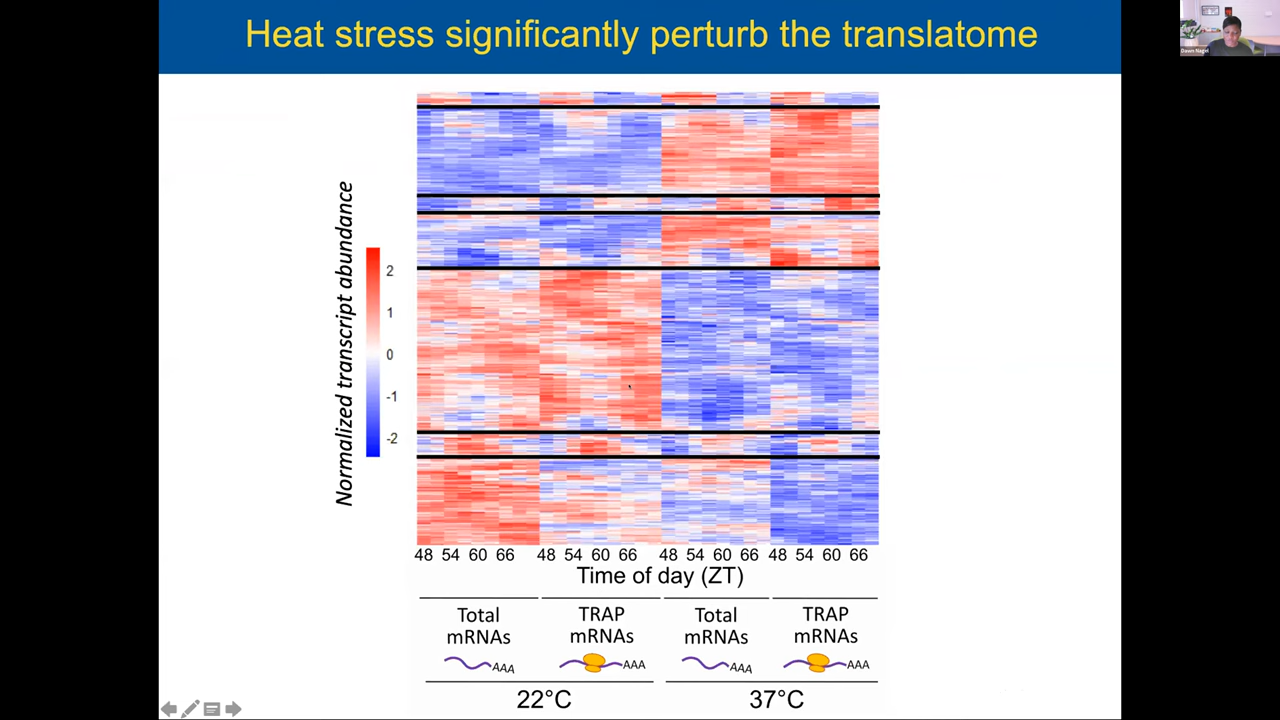 Heat stress significantly perturb the translatome
Dawn Nagel
Normalized transcript abundance
2
1
0
-1
-2
48 54 60 66 48 54 60 66 48 54 60 66 48 54 60 66
Time of day (ZT)
Total mRNAs
TRAP mRNAs
Total mRNAs
TRAP mRNAs
AAA AAA AAA AAA
22°C 37°C